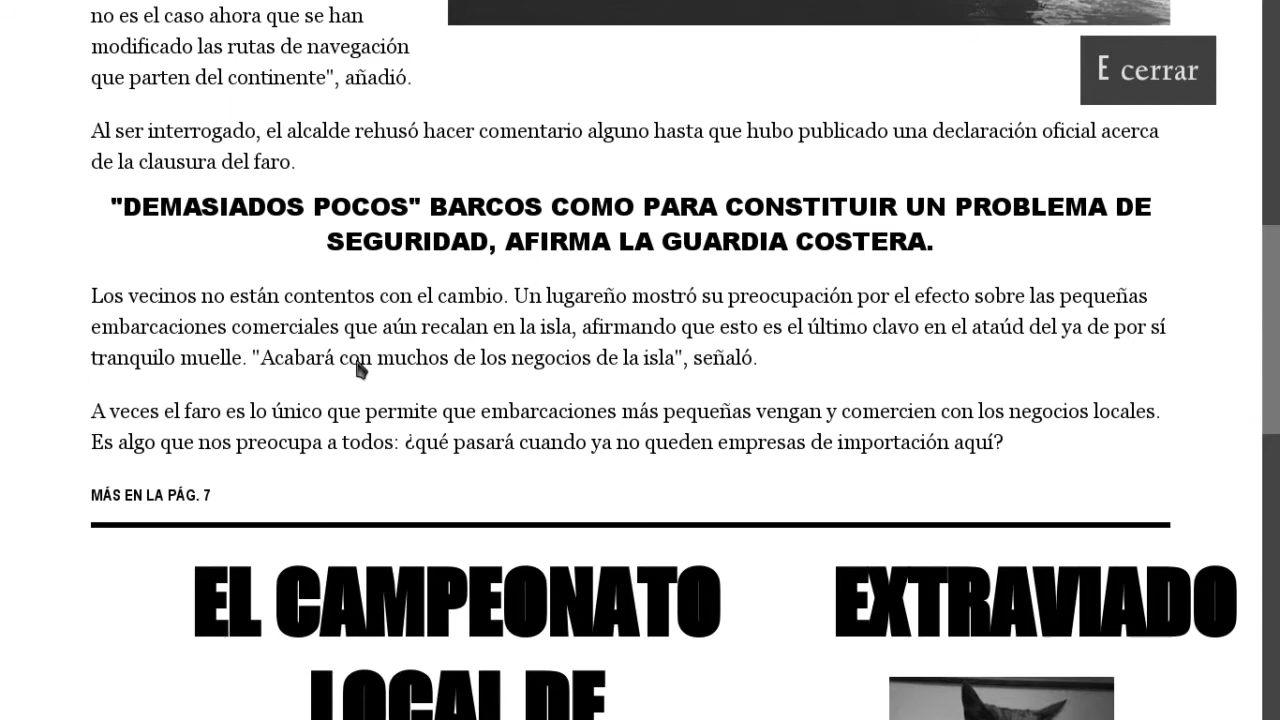 no es el caso ahora que se han
modificado las rutas de navegación
que parten del continente", añadió.
E cerrar
Al ser interrogado, el alcalde rehusó hacer comentario alguno hasta que hubo publicado una declaración oficial acerca
de la clausura del faro.
"DEMASIADOS POCOS" BARCOS COMO PARA CONSTITUIR UN PROBLEMA DE
SEGURIDAD, AFIRMA LA GUARDIA COSTERA.
Los vecinos no están contentos con el cambio. Un lugareño mostró su preocupación por el efecto sobre las pequeñas
embarcaciones comerciales que aún recalan en la isla, afirmando que esto es el último clavo en el ataúd del ya de por sí
tranquilo muelle. "Acabará con muchos de los negocios de la isla", señaló.
A veces el faro es lo único que permite que embarcaciones más pequeñas vengan y comercien con los negocios locales.
Es algo que nos preocupa a todos: ¿qué pasará cuando ya no queden empresas de importación aquí?
MÁS EN LA PÁG. 7
EL CAMPEONATO
LOCAL DE
EXTRAVIADO